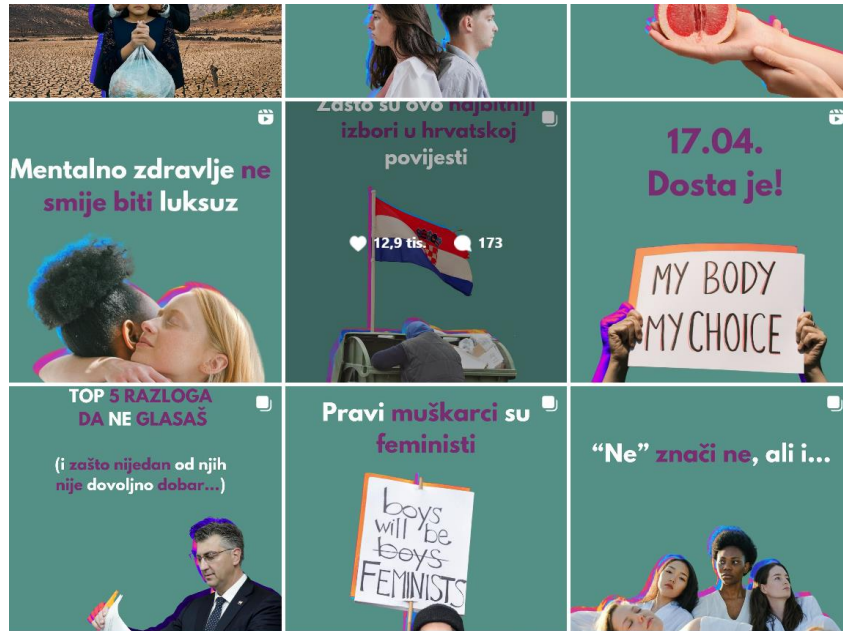 Mentalno zdravlje ne
smije biti luksuz
Zašto su ovo najbitniji
izbori u hrvatskoj
povijesti
12,9 tis.
173
17.04.
Dosta je!
MY BODY
MY CHOICE
TOP 5 RAZLOGA
DA NE GLASAŠ
(i zašto nijedan od njih
nije dovoljno dobar...)
Pravi muškarci su
feministi
boys
will be
boys
FEMINISTS
“Ne” znači ne, ali i...